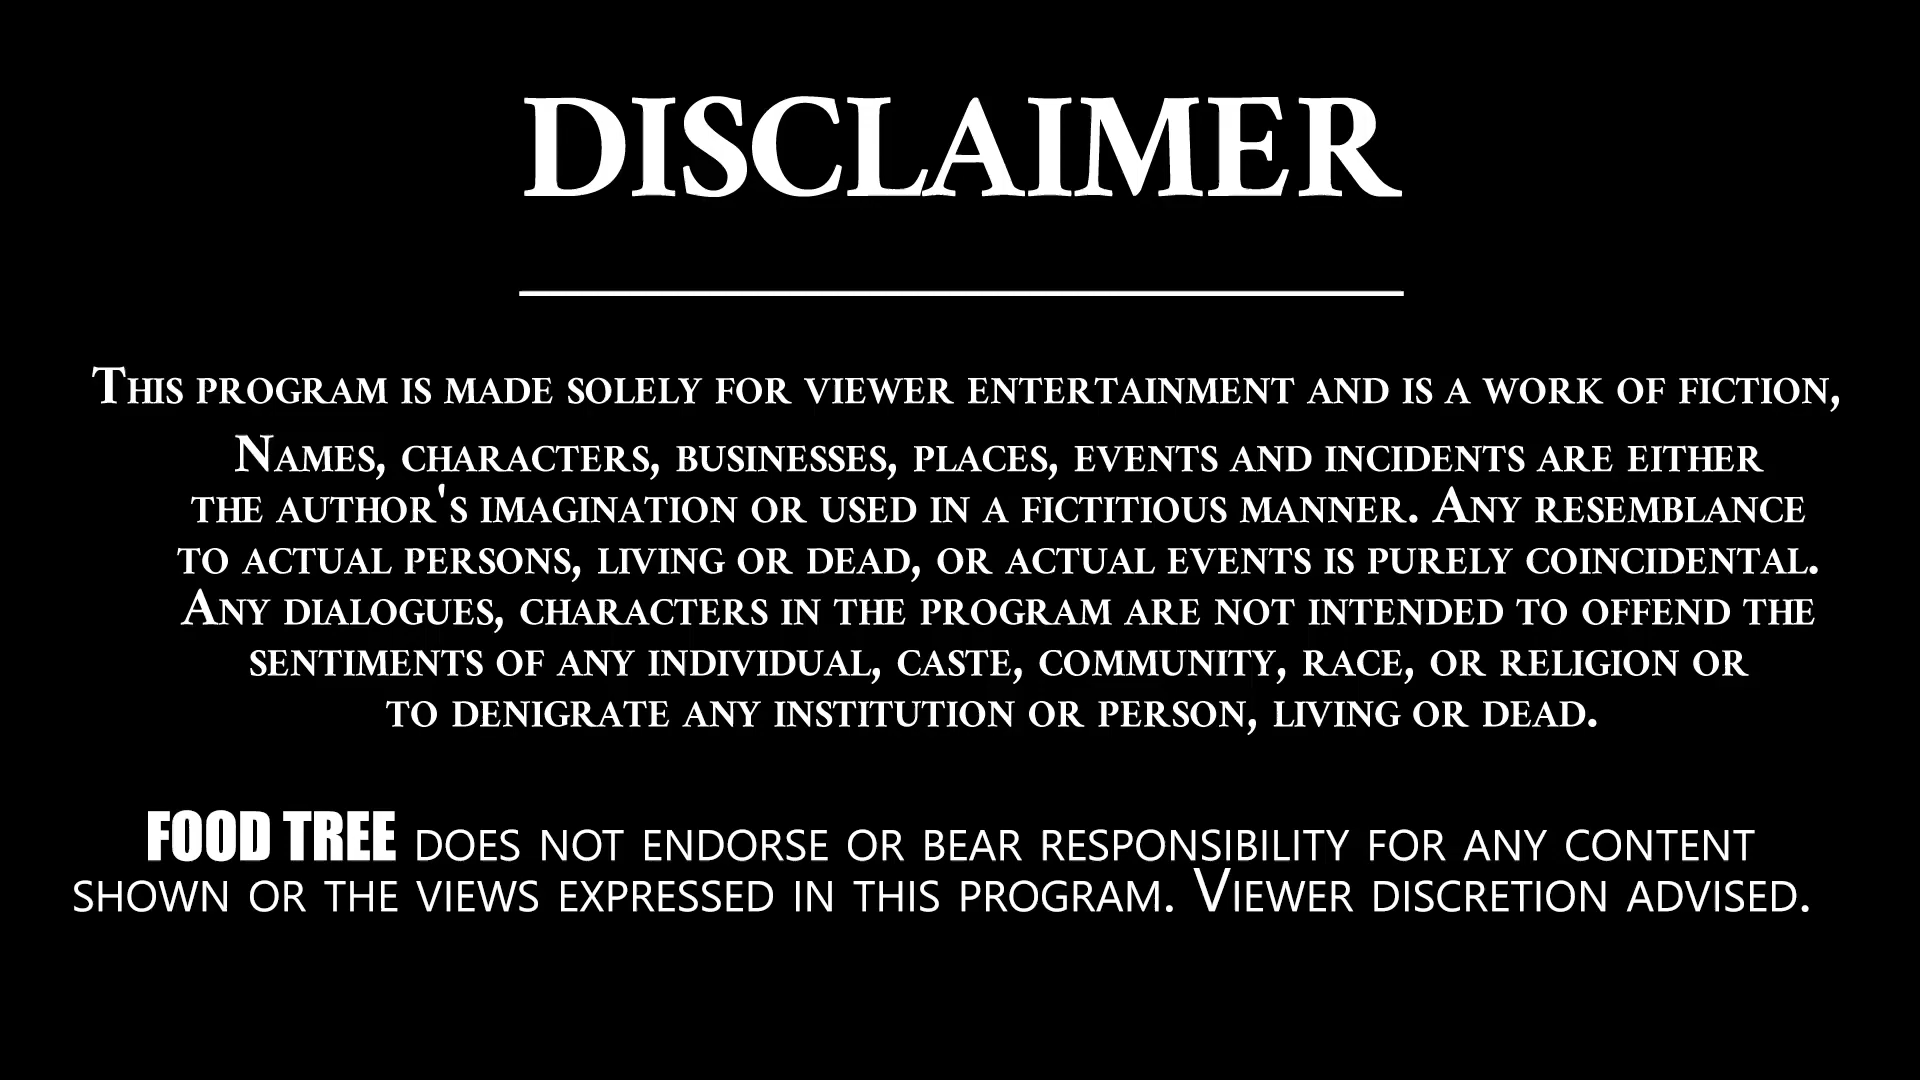 DISCLAIMER
This program is made solely for viewer entertainment and is a work of fiction,
Names, characters, businesses, places, events and incidents are either
the author's imagination or used in a fictitious manner. Any resemblance
to actual persons, living or dead, or actual events is purely coincidental.
Any dialogues, characters in the program are not intended to offend the
sentiments of any individual, caste, community, race, or religion or
to denigrate any institution or person, living or dead.
FOOD TREE does not endorse or bear responsibility for any content
shown or the views expressed in this program. Viewer discretion advised.